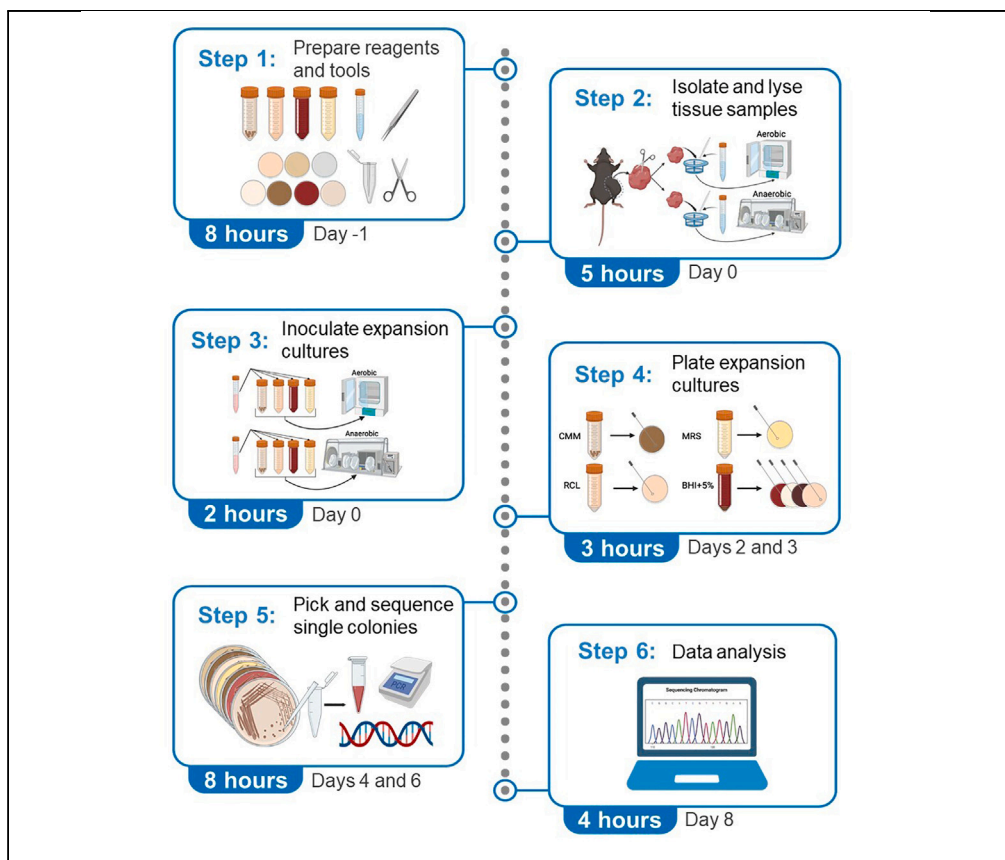 Step 1:
Prepare reagents
and tools
8 hours
Day -1
Step 2:
Isolate and lyse
tissue samples
Aerobic
Anaerobic
5 hours
Day 0
Step 3:
Inoculate expansion
cultures
Aerobic
Anaerobic
2 hours
Day 0
Step 4:
Plate expansion
cultures
CMM
MRS
RCL
BHI+5%
3 hours
Days 2 and 3
Step 5:
Pick and sequence
single colonies
PCR
8 hours
Days 4 and 6
Step 6:
Data analysis
Sequencing Chromatogram
4 hours
Day 8